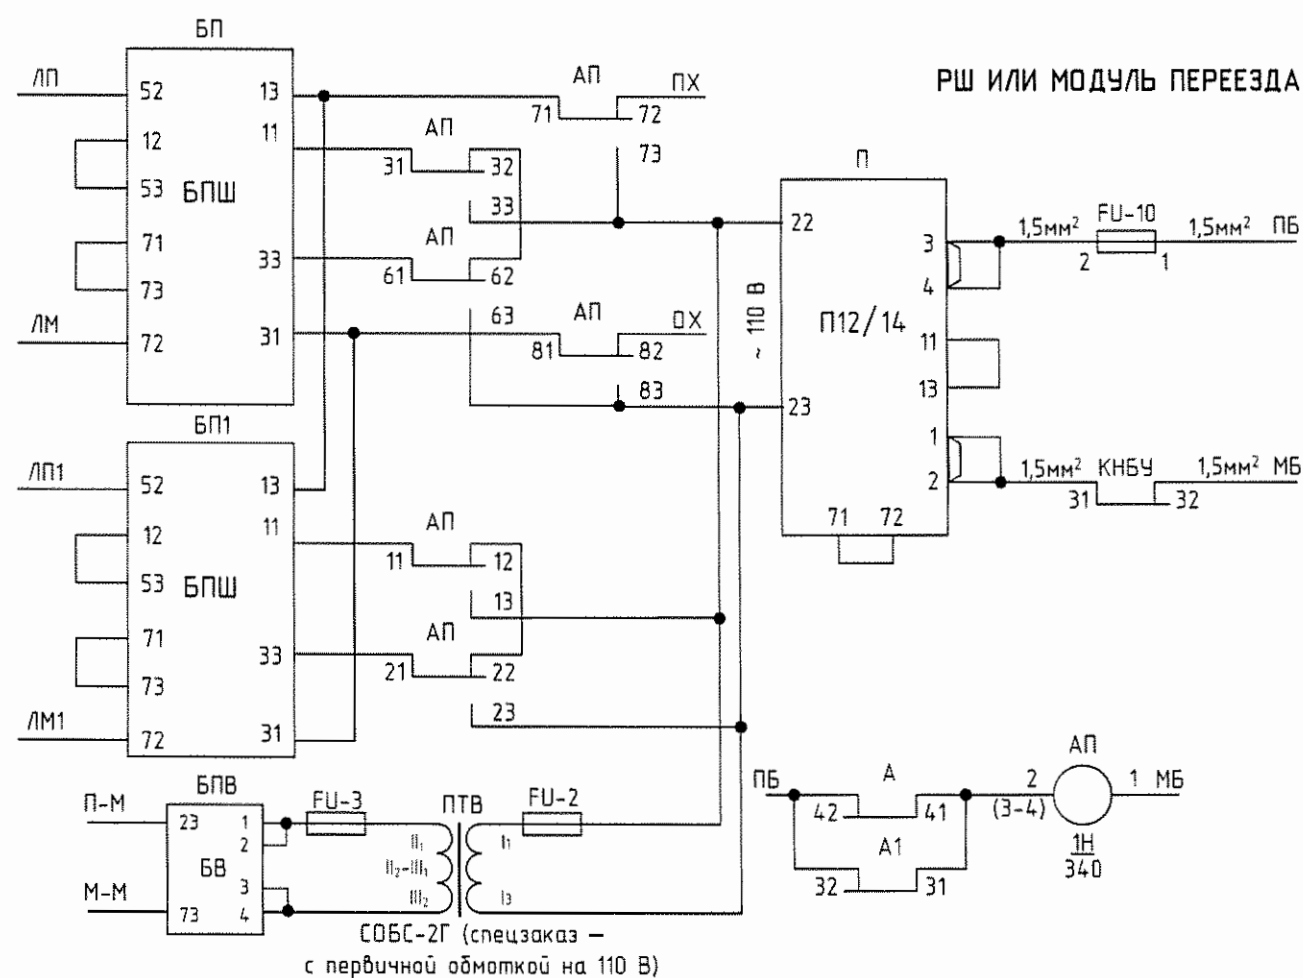 БП
РШ ИЛИ МОДУЛЬ ПЕРЕЕЗДА
ЛП
52
13
АП
ПХ
71
72
73
12
11
АП
31
32
33
53
БПШ
71
33
АП
61
62
63
73
ЛМ
72
31
АП
ОХ
81
82
83
П
22
~ 110 В
23
П12/14
3
4
11
13
1
2
71
72
1,5мм²
FU-10
1,5мм²
ПБ
2
1
1,5мм²
КНБУ
1,5мм²
МБ
31
32
БП1
ЛП1
52
13
12
11
АП
11
12
13
53
БПШ
71
33
АП
21
22
23
73
ЛМ1
72
31
БПВ
П-М
23
1
2
БВ
3
М-М
73
4
FU-3
ПТВ
FU-2
II₁
II₂-III₁
III₂
I₁
I₃
СОБС-2Г (спецзаказ –
с первичной обмоткой на 110 В)
ПБ
А
42
41
А1
32
31
АП
2
(3-4)
1
МБ
1Н
340